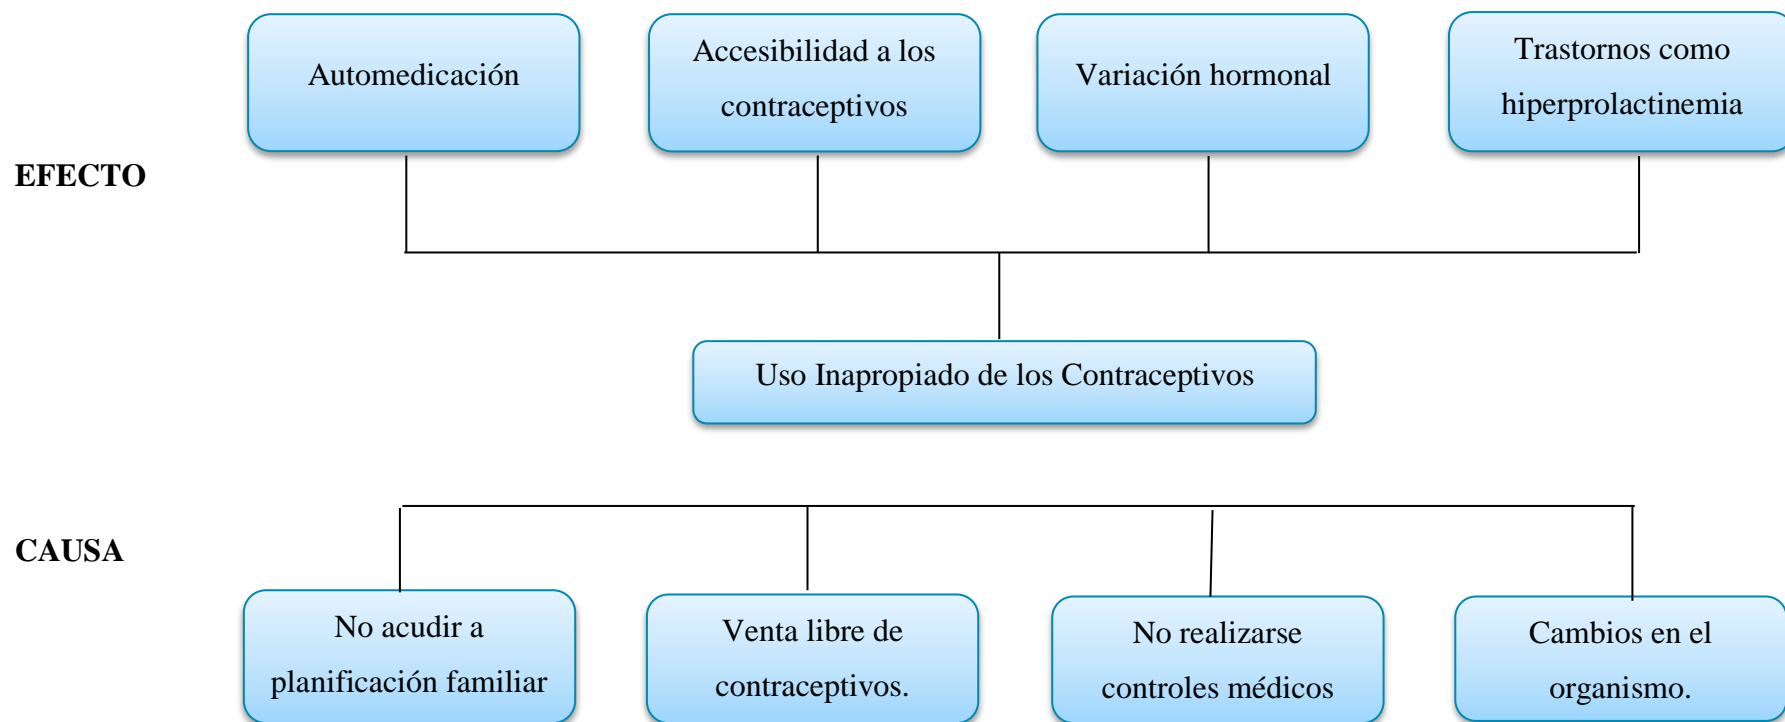 Automedicación
Accesibilidad a los
contraceptivos
Variación hormonal
Trastornos como
hiperprolactinemia
EFECTO
Uso Inapropiado de los Contraceptivos
CAUSA
No acudir a
planificación familiar
Venta libre de
contraceptivos.
No realizarse
controles médicos
Cambios en el
organismo.